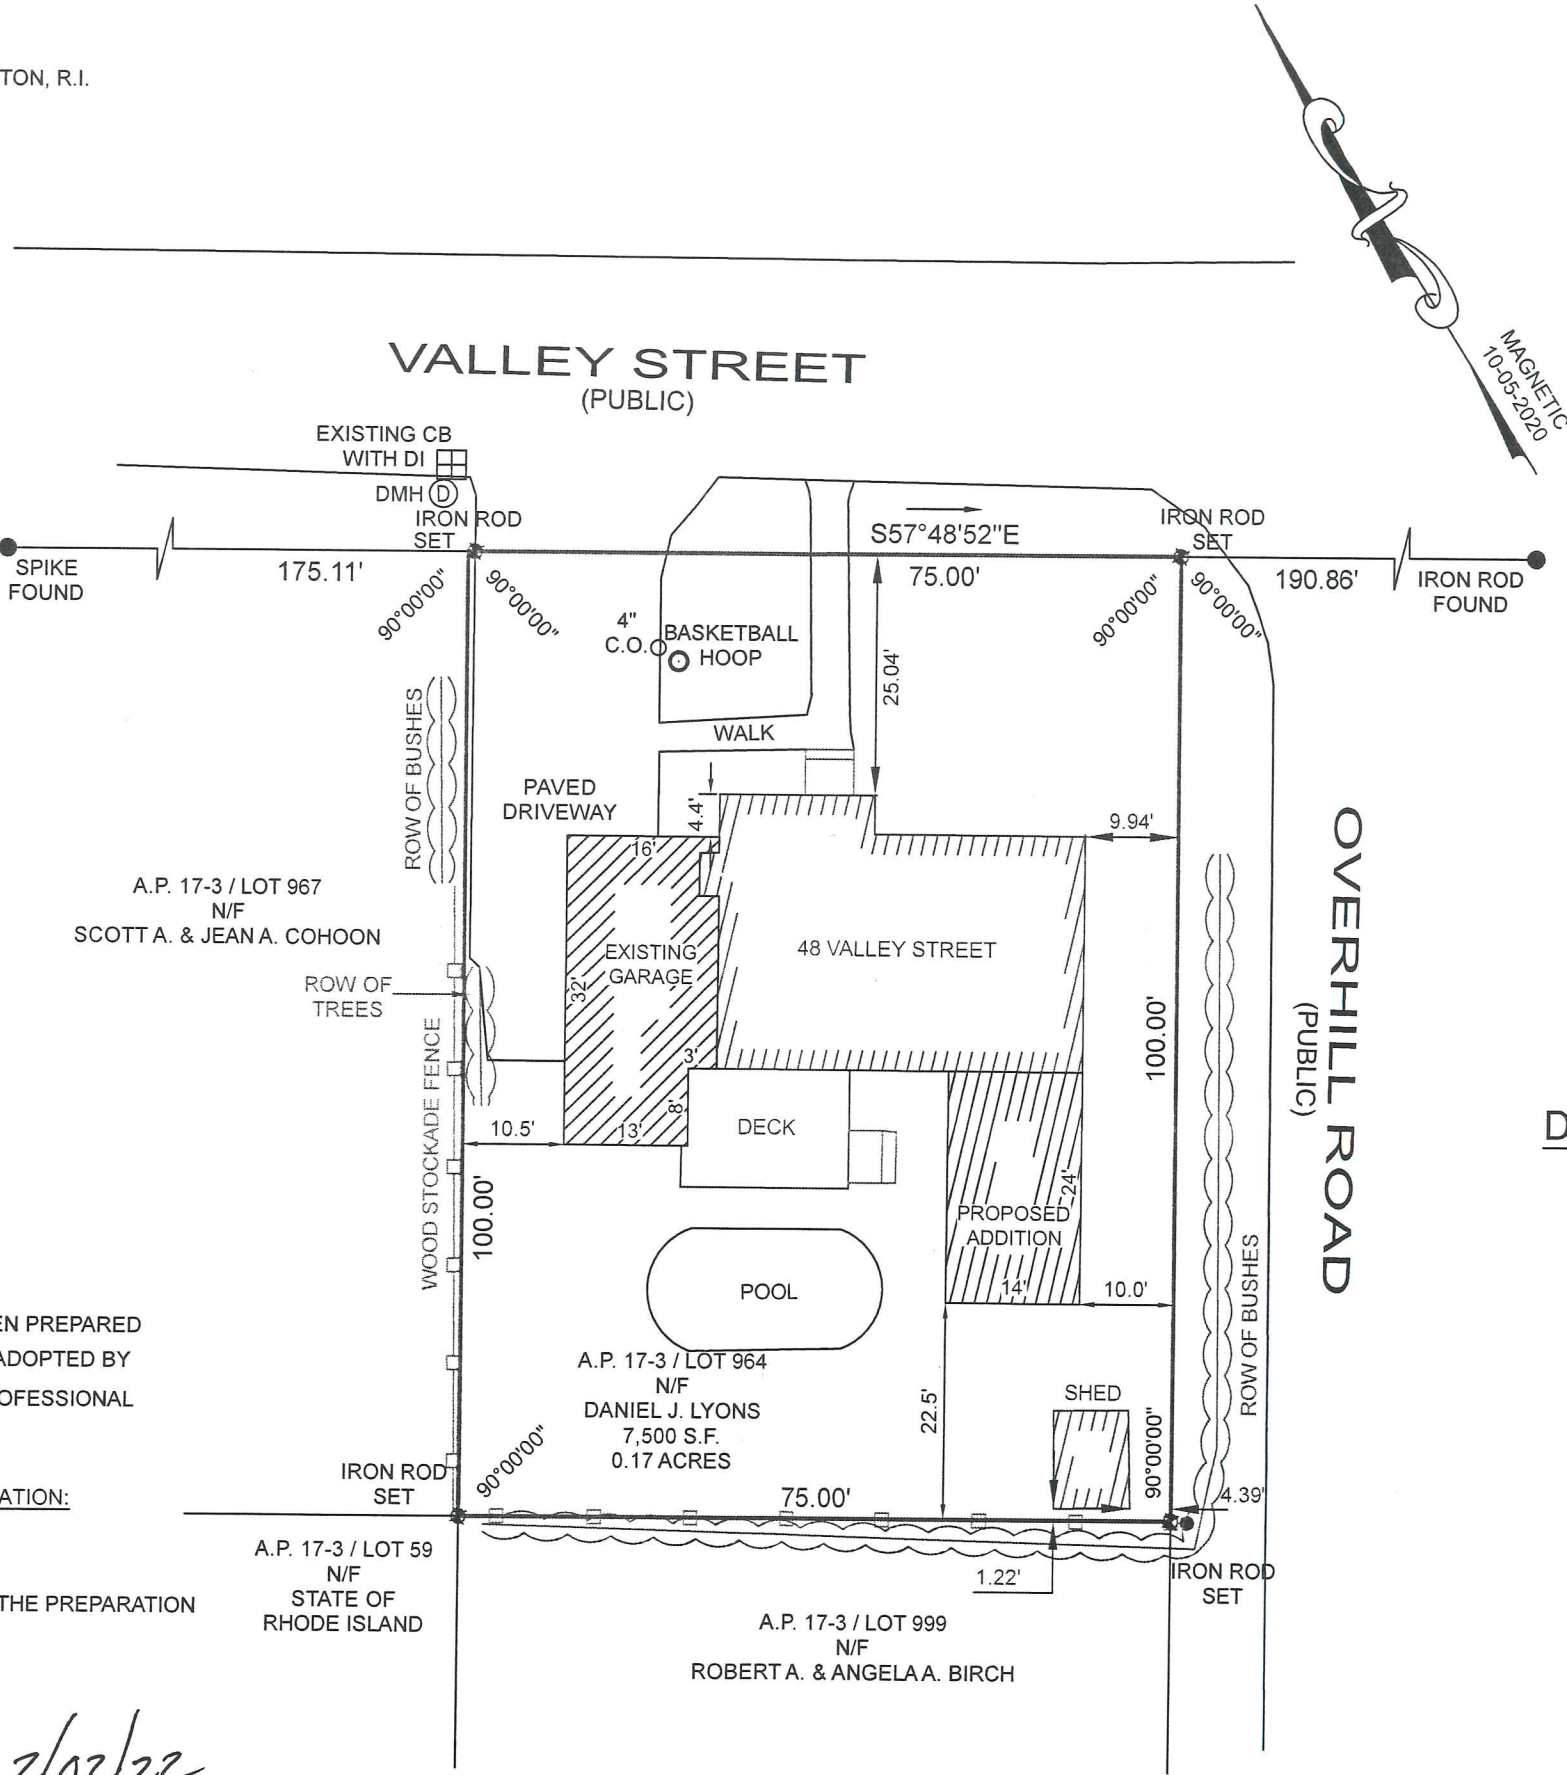 TON, R.I.
MAGNETIC
10-05-2020
VALLEY STREET
(PUBLIC)
EXISTING CB
WITH DI
DMH D
IRON ROD
SET
S57°48'52"E
IRON ROD
SET
SPIKE
FOUND
175.11'
75.00'
190.86'
IRON ROD
FOUND
90°00'00"
90°00'00"
90°00'00"
90°00'00"
4"
C.O.
BASKETBALL
HOOP
25.04'
ROW OF BUSHES
WALK
PAVED
DRIVEWAY
4.4'
9.94'
16'
A.P. 17-3 / LOT 967
N/F
SCOTT A. & JEAN A. COHOON
EXISTING
GARAGE
48 VALLEY STREET
32'
ROW OF
TREES
OVERHILL ROAD
(PUBLIC)
100.00'
WOOD STOCKADE FENCE
3'
8'
13'
10.5'
DECK
D
100.00'
24'
PROPOSED
ADDITION
14'
10.0'
POOL
ROW OF BUSHES
EN PREPARED
ADOPTED BY
OFESSIONAL
A.P. 17-3 / LOT 964
N/F
DANIEL J. LYONS
7,500 S.F.
0.17 ACRES
22.5'
SHED
90°00'00"
90°00'00"
IRON ROD
SET
75.00'
4.39'
ATION:
A.P. 17-3 / LOT 59
N/F
STATE OF
RHODE ISLAND
1.22'
IRON ROD
SET
THE PREPARATION
A.P. 17-3 / LOT 999
N/F
ROBERT A. & ANGELA A. BIRCH
2/02/22